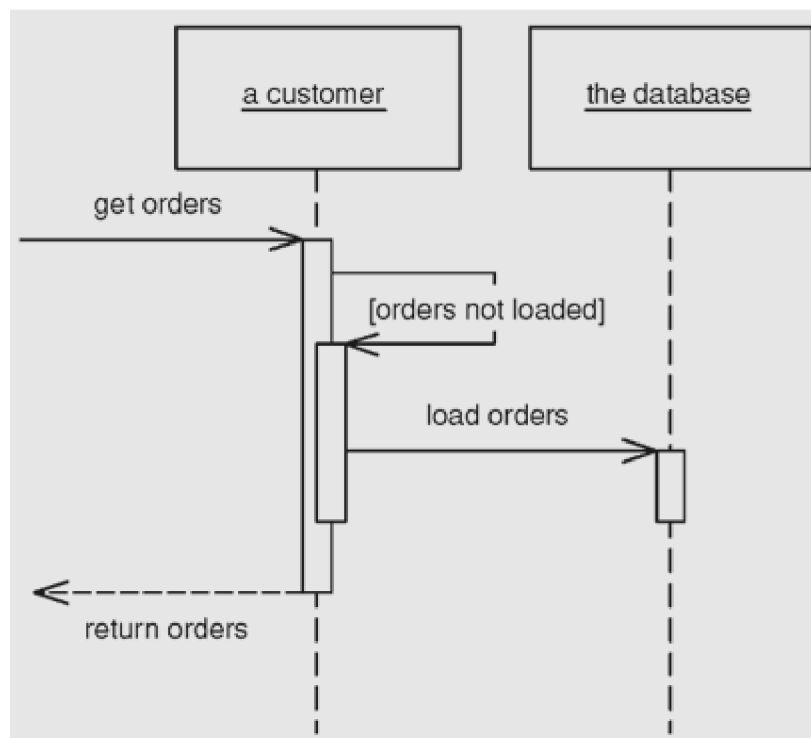 a customer
the database
get orders
[orders not loaded]
load orders
return orders